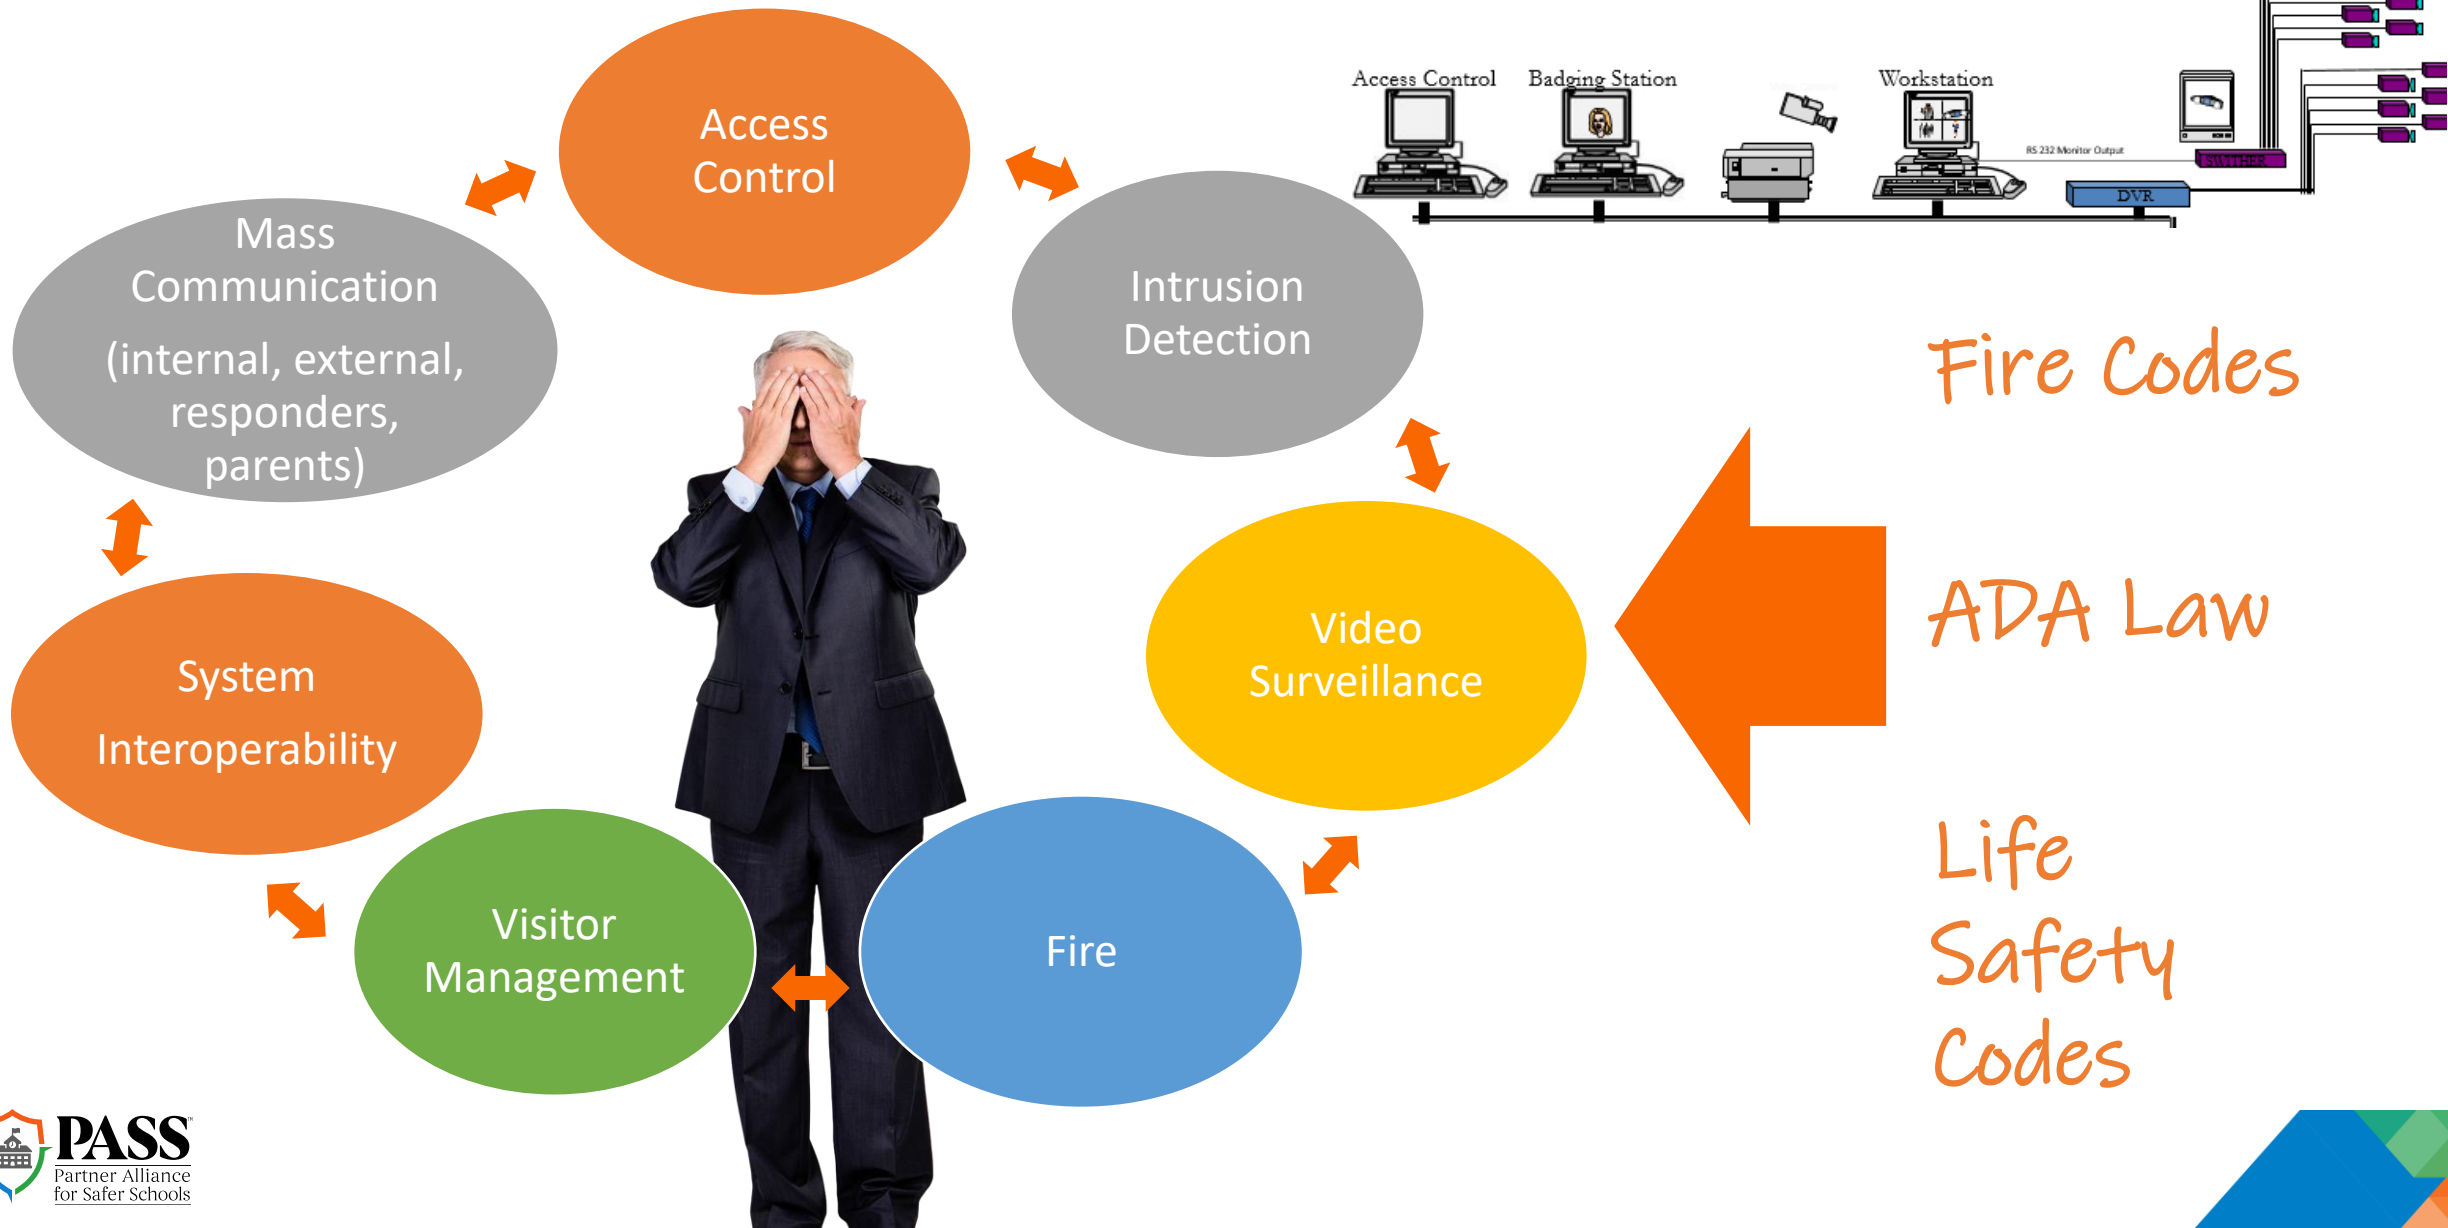 Access
Control
Mass
Communication
(internal, external,
responders,
parents)
Intrusion
Detection
System
Interoperability
Video
Surveillance
Visitor
Management
Fire
Access Control
Badging Station
Workstation
RS 232 Monitor Output
SWITHER
DVR
Fire Codes
ADA Law
Life
Safety
Codes
PASS™
Partner Alliance
for Safer Schools